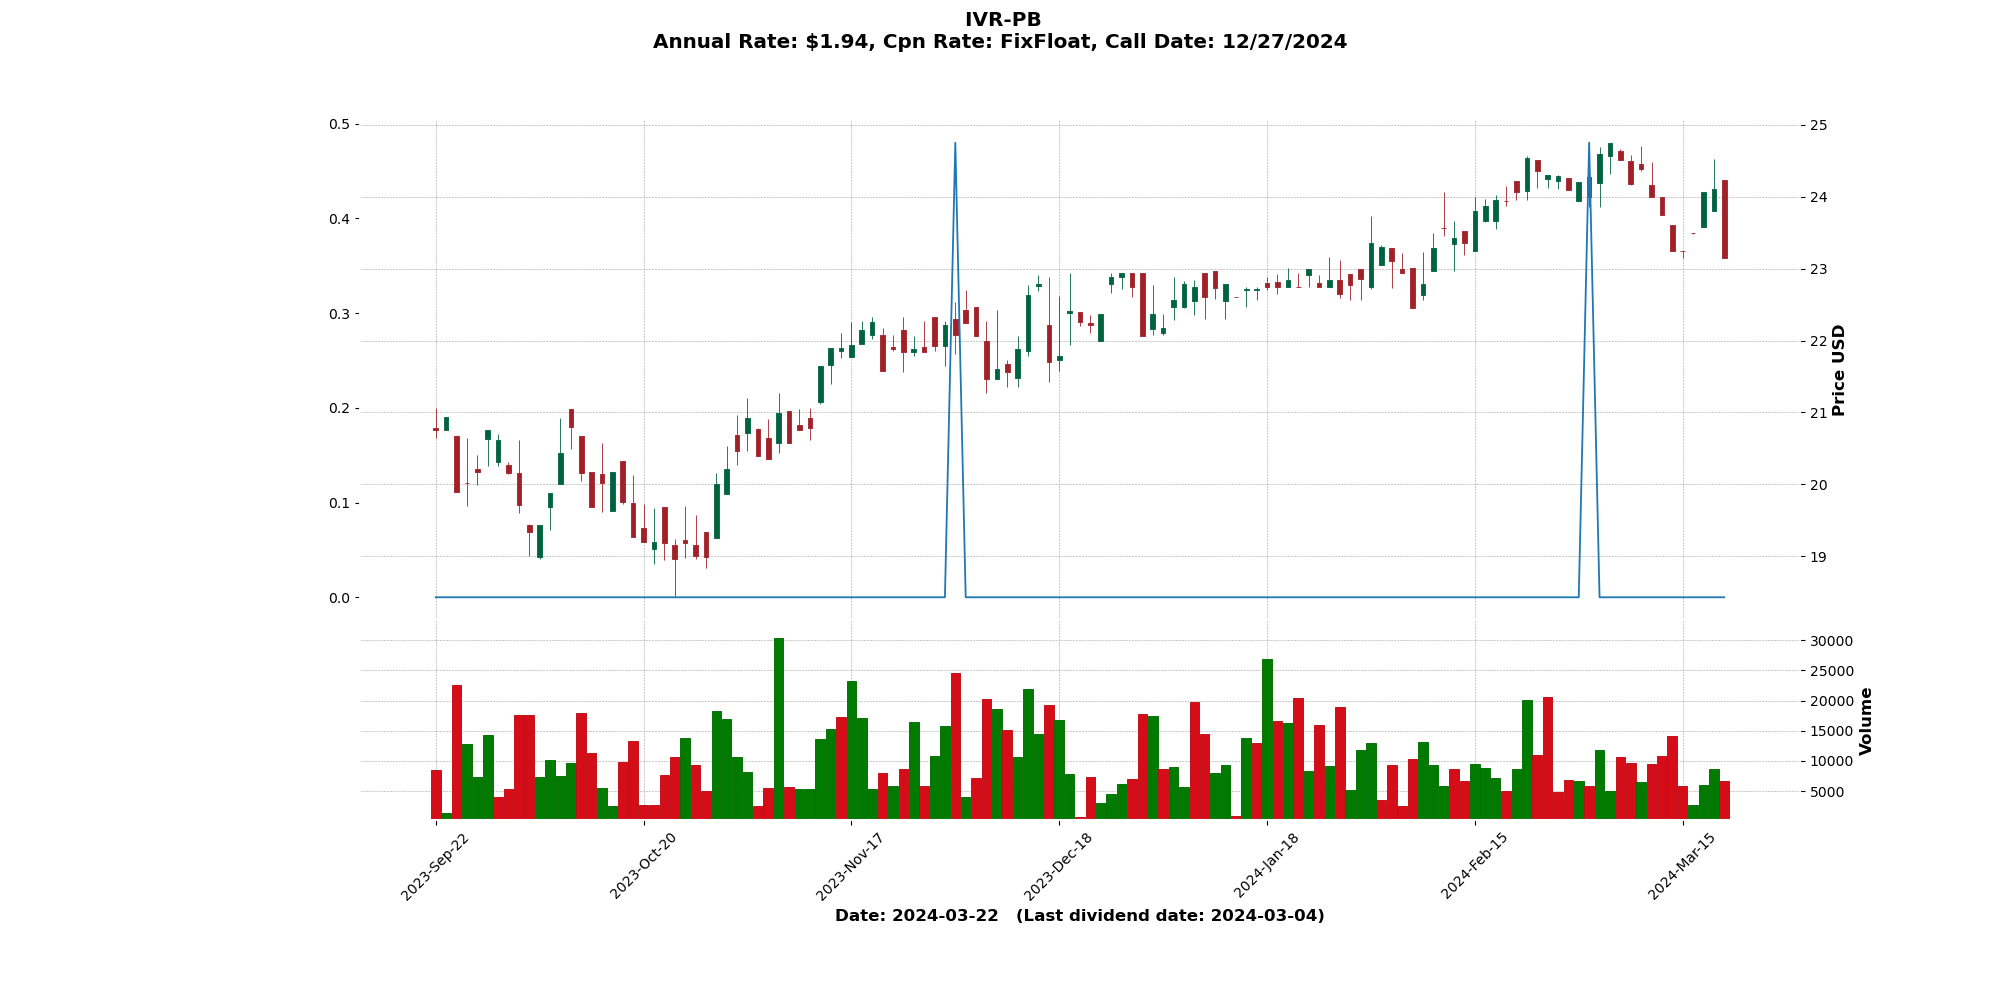 IVR-PB
Annual Rate: $1.94, Cpn Rate: FixFloat, Call Date: 12/27/2024
0.5
0.4
0.3
0.2
0.1
0.0
25
24
23
22
21
20
19
Price USD
30000
25000
20000
15000
10000
5000
Volume
2023-Sep-22
2023-Oct-20
2023-Nov-17
2023-Dec-18
2024-Jan-18
2024-Feb-15
2024-Mar-15
Date: 2024-03-22   (Last dividend date: 2024-03-04)